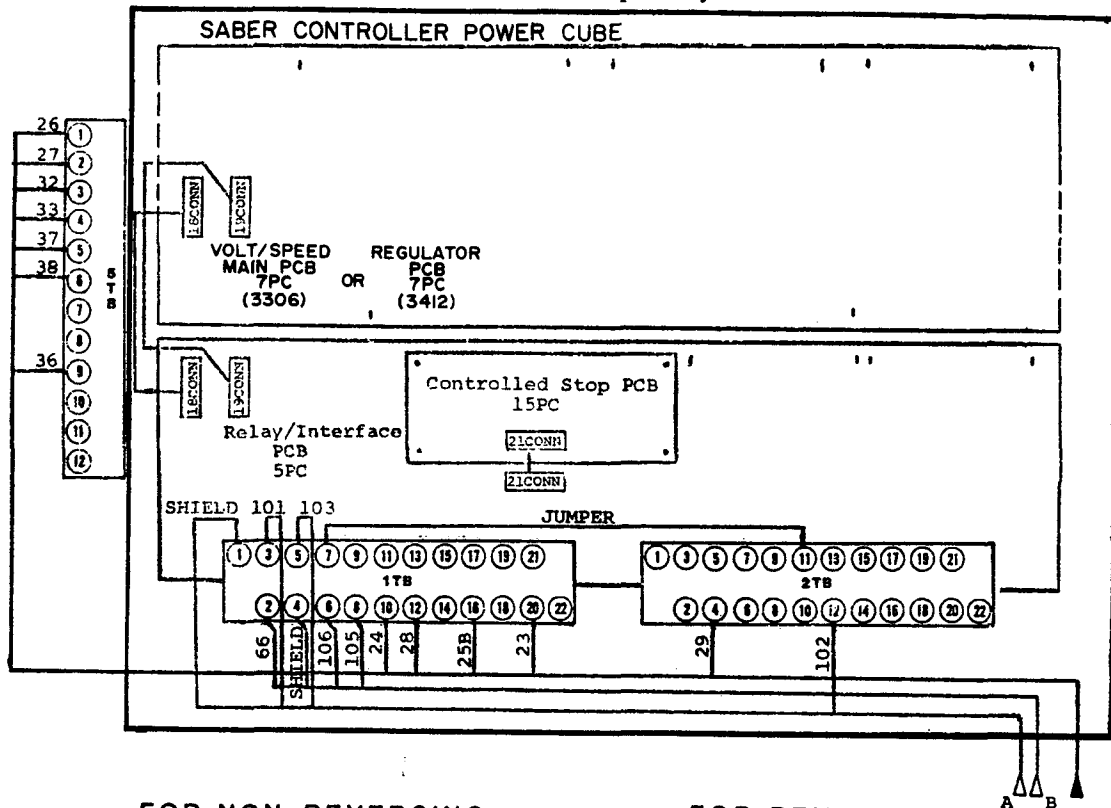 SABER CONTROLLER POWER CUBE
26 1
27 2
32 3
33 4
37 5
38 6
7
8
36 9
10
11
12
5TB
18CONN 19CONN
VOLT/SPEED
MAIN PCB
7PC
(3306)
OR
REGULATOR
PCB
7PC
(3412)
18CONN 19CONN
Controlled Stop PCB
15PC
21CONN
21CONN
Relay/Interface
PCB
5PC
SHIELD 101 103
JUMPER
1 3 5 7 9 11 13 15 17 19 21
1TB
2 4 6 8 10 12 14 16 18 20 22
1 3 5 7 9 11 13 15 17 19 21
2TB
2 4 6 8 10 12 14 16 18 20 22
66 SHIELD 106 105 24 28 25B 23 29 102
A B
FOR NON-REVERSING